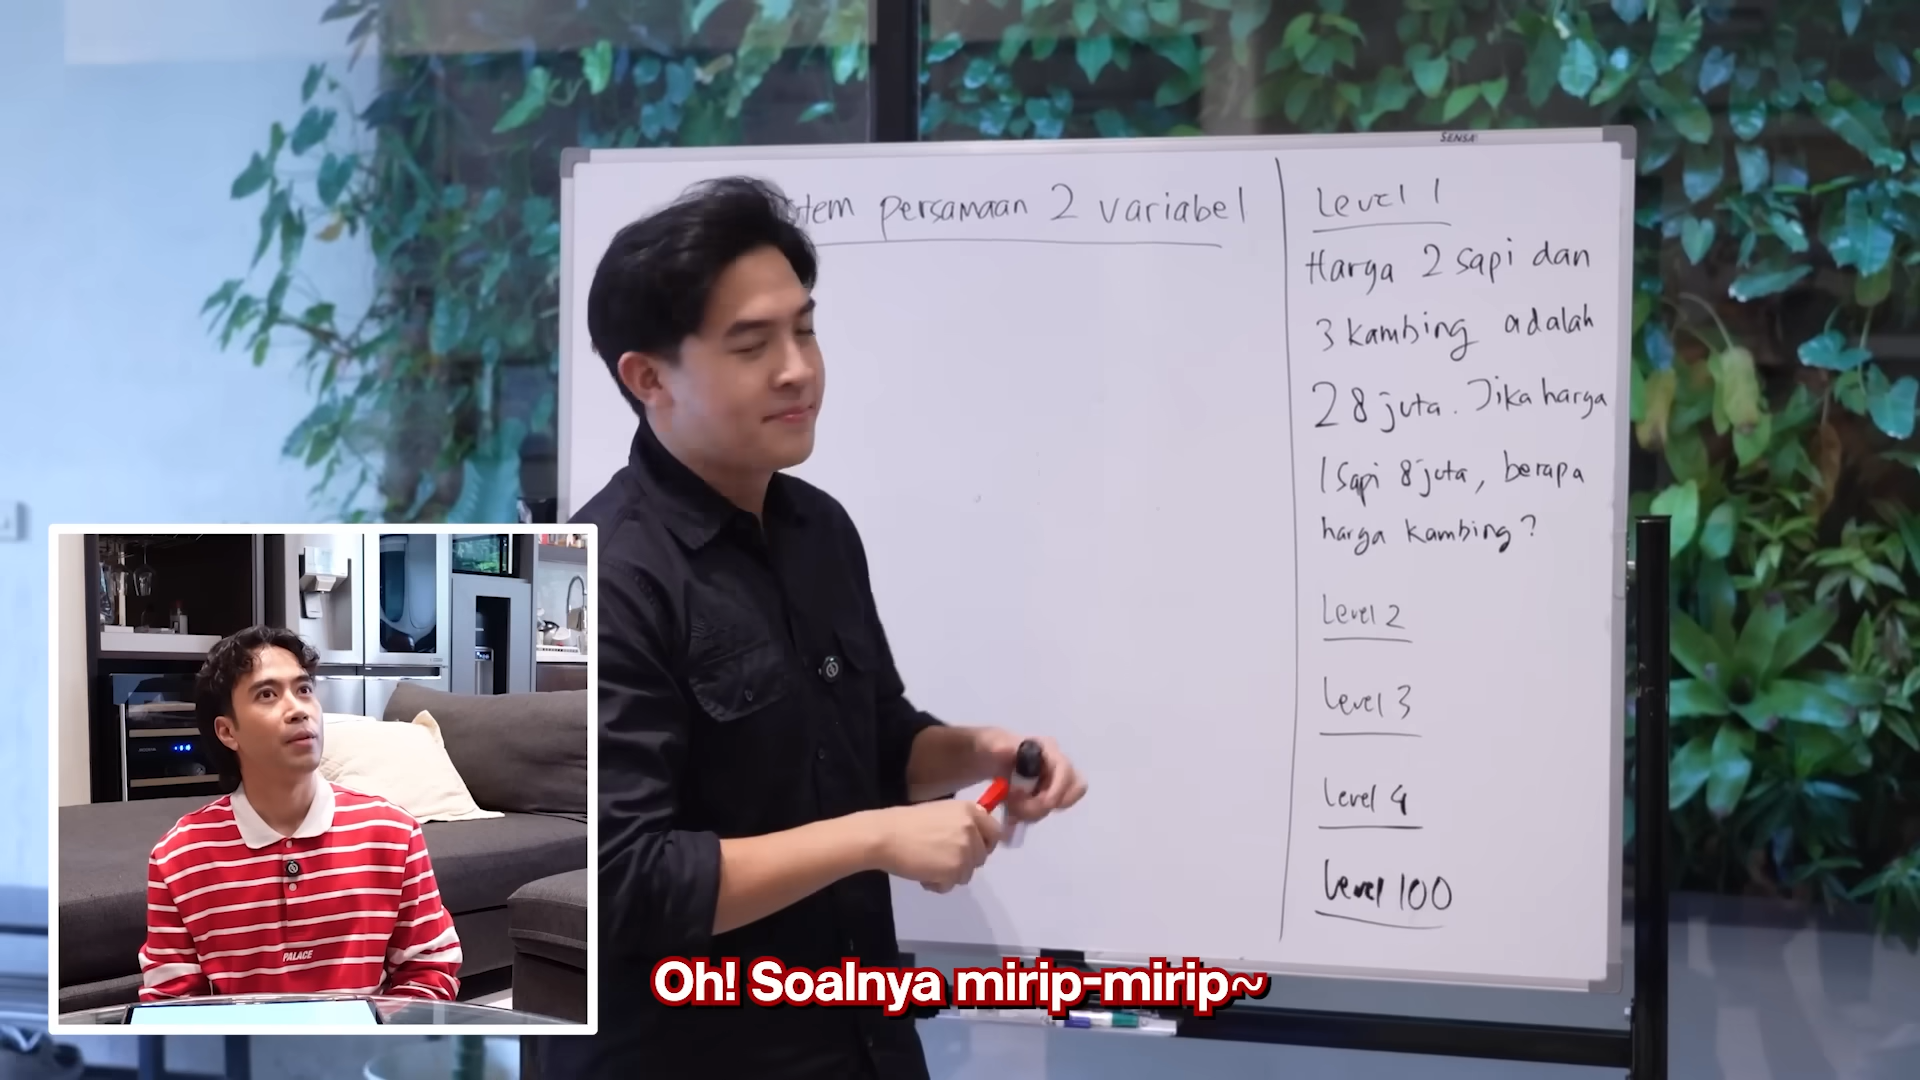 SENSA
stem persamaan 2 variabel
Level 1
Harga 2 sapi dan
3 kambing adalah
28 juta. Jika harga
1 sapi 8 juta, berapa
harga kambing?
Level 2
Level 3
Level 4
Level 100
PALACE
Oh! Soalnya mirip-mirip~